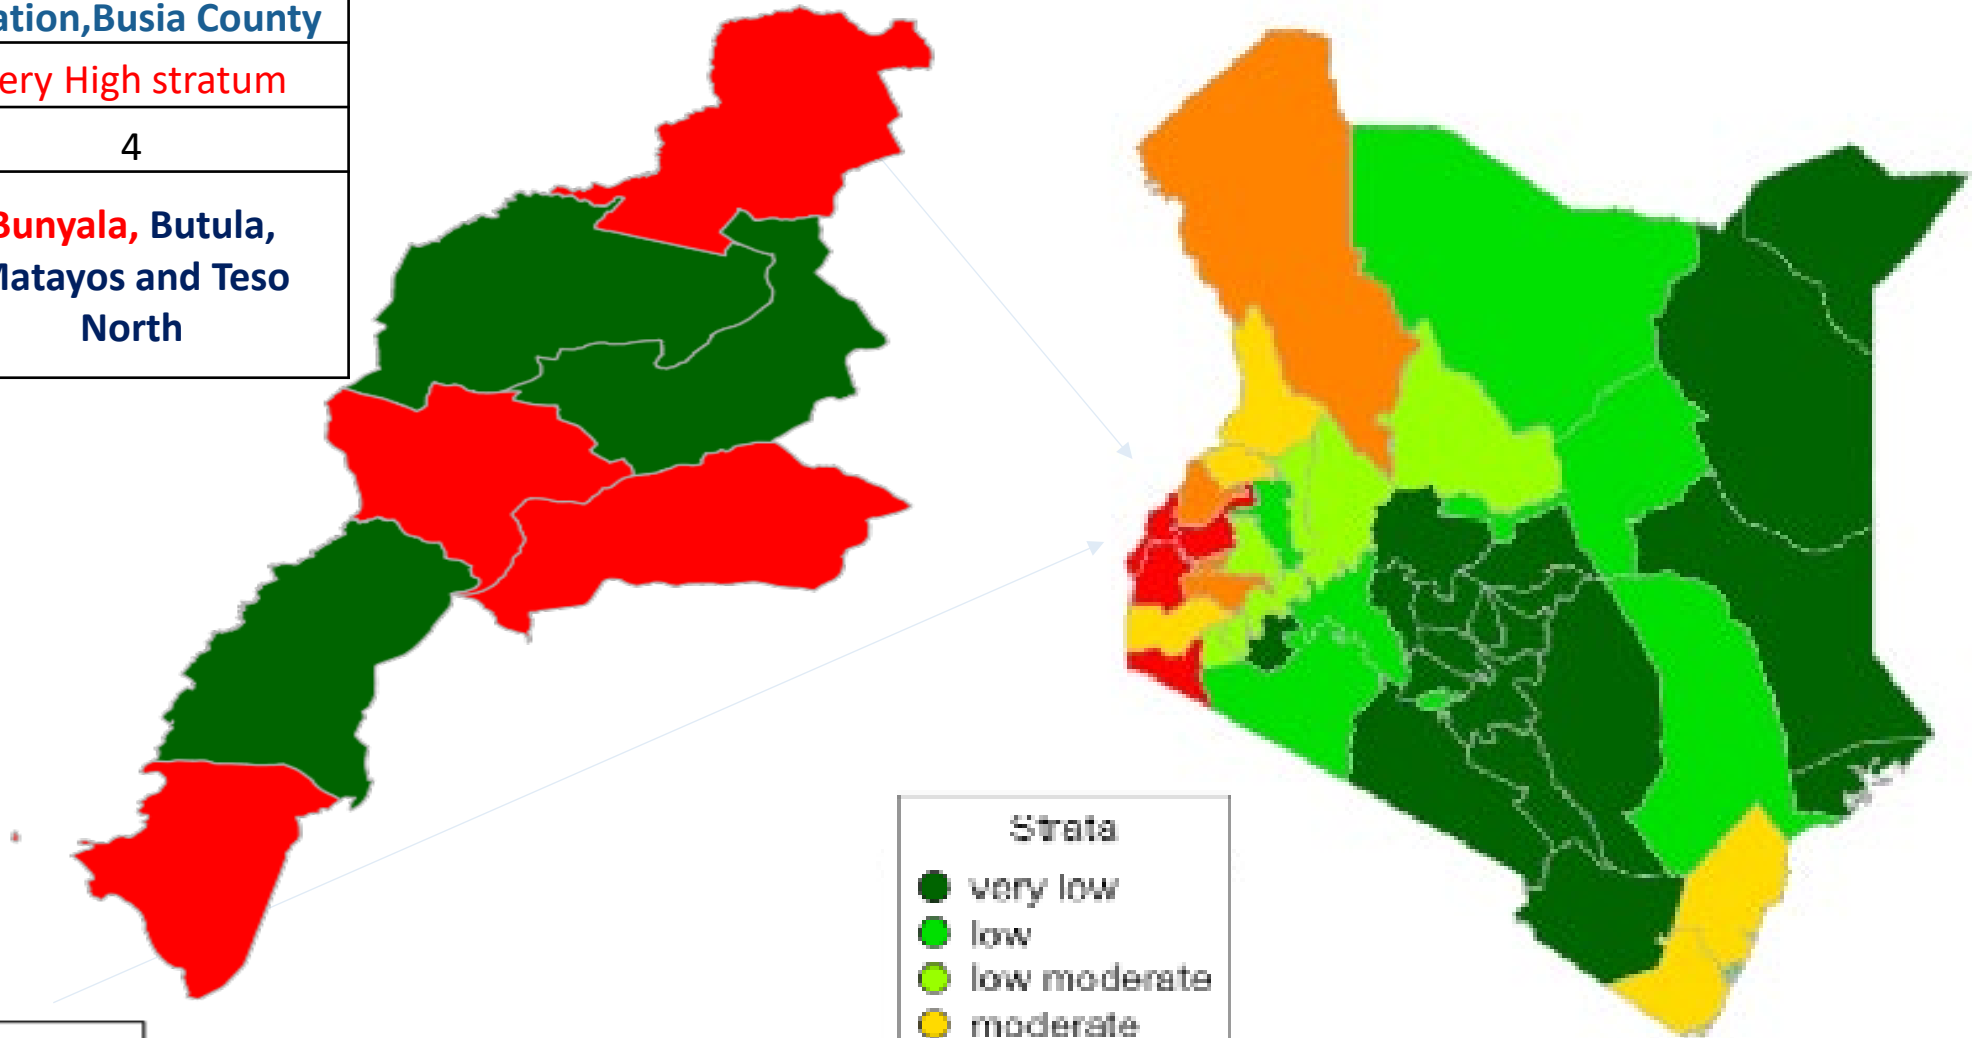 ation,Busia County
ery High stratum
4
Bunyala, Butula,
Matayos and Teso
North
Strata
very low
low
low moderate
moderate